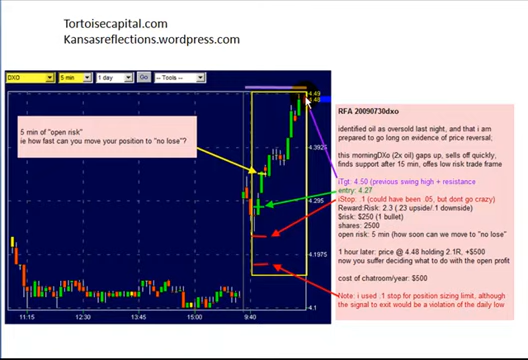 Tortoisecapital.com
Kansasreflections.wordpress.com
DXO
5 min
1 day
Go
-- Tools --
4.49
4.48
RFA 20090730dxo
5 min of "open risk"
ie how fast can you move your position to "no lose"?
identified oil as oversold last night, and that i am
prepared to go long on evidence of price reversal;
4.3925
this morningDXo (2x oil) gaps up, sells off quickly,
finds support after 15 min, offers low risk trade frame
iTgt: 4.50 (previous swing high + resistance
entry: 4.27
4.295
iStop: .1 (could have been .05, but dont go crazy)
Reward:Risk: 2.3 ( .23 upside/.1 downside)
$risk: $250 (1 bullet)
shares: 2500
open risk: 5 min (how soon can we move to "no lose"
4.1975
1 hour later: price @ 4.48 holding 2.1R, +$500
now you suffer deciding what to do with the open profit
cost of chatroom/year: $500
Note: i used .1 stop for position sizing limit, although
the signal to exit would be a violation of the daily low
4.1
11:15
12:30
13:45
15:00
9:40